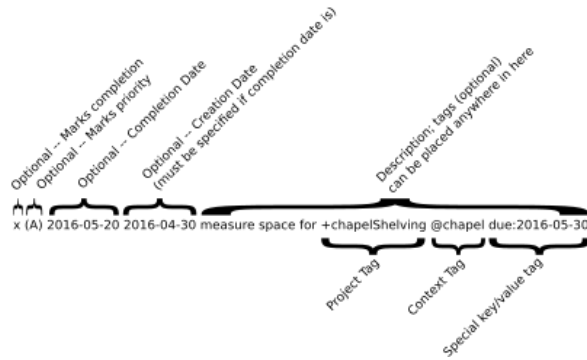 Optional -- Marks completion
Optional -- Marks priority
Optional -- Completion Date
Optional -- Creation Date
(must be specified if completion date is)
Description; tags (optional)
can be placed anywhere in here
x (A) 2016-05-20 2016-04-30 measure space for +chapelShelving @chapel due:2016-05-30
Project Tag
Context Tag
Special key/value tag